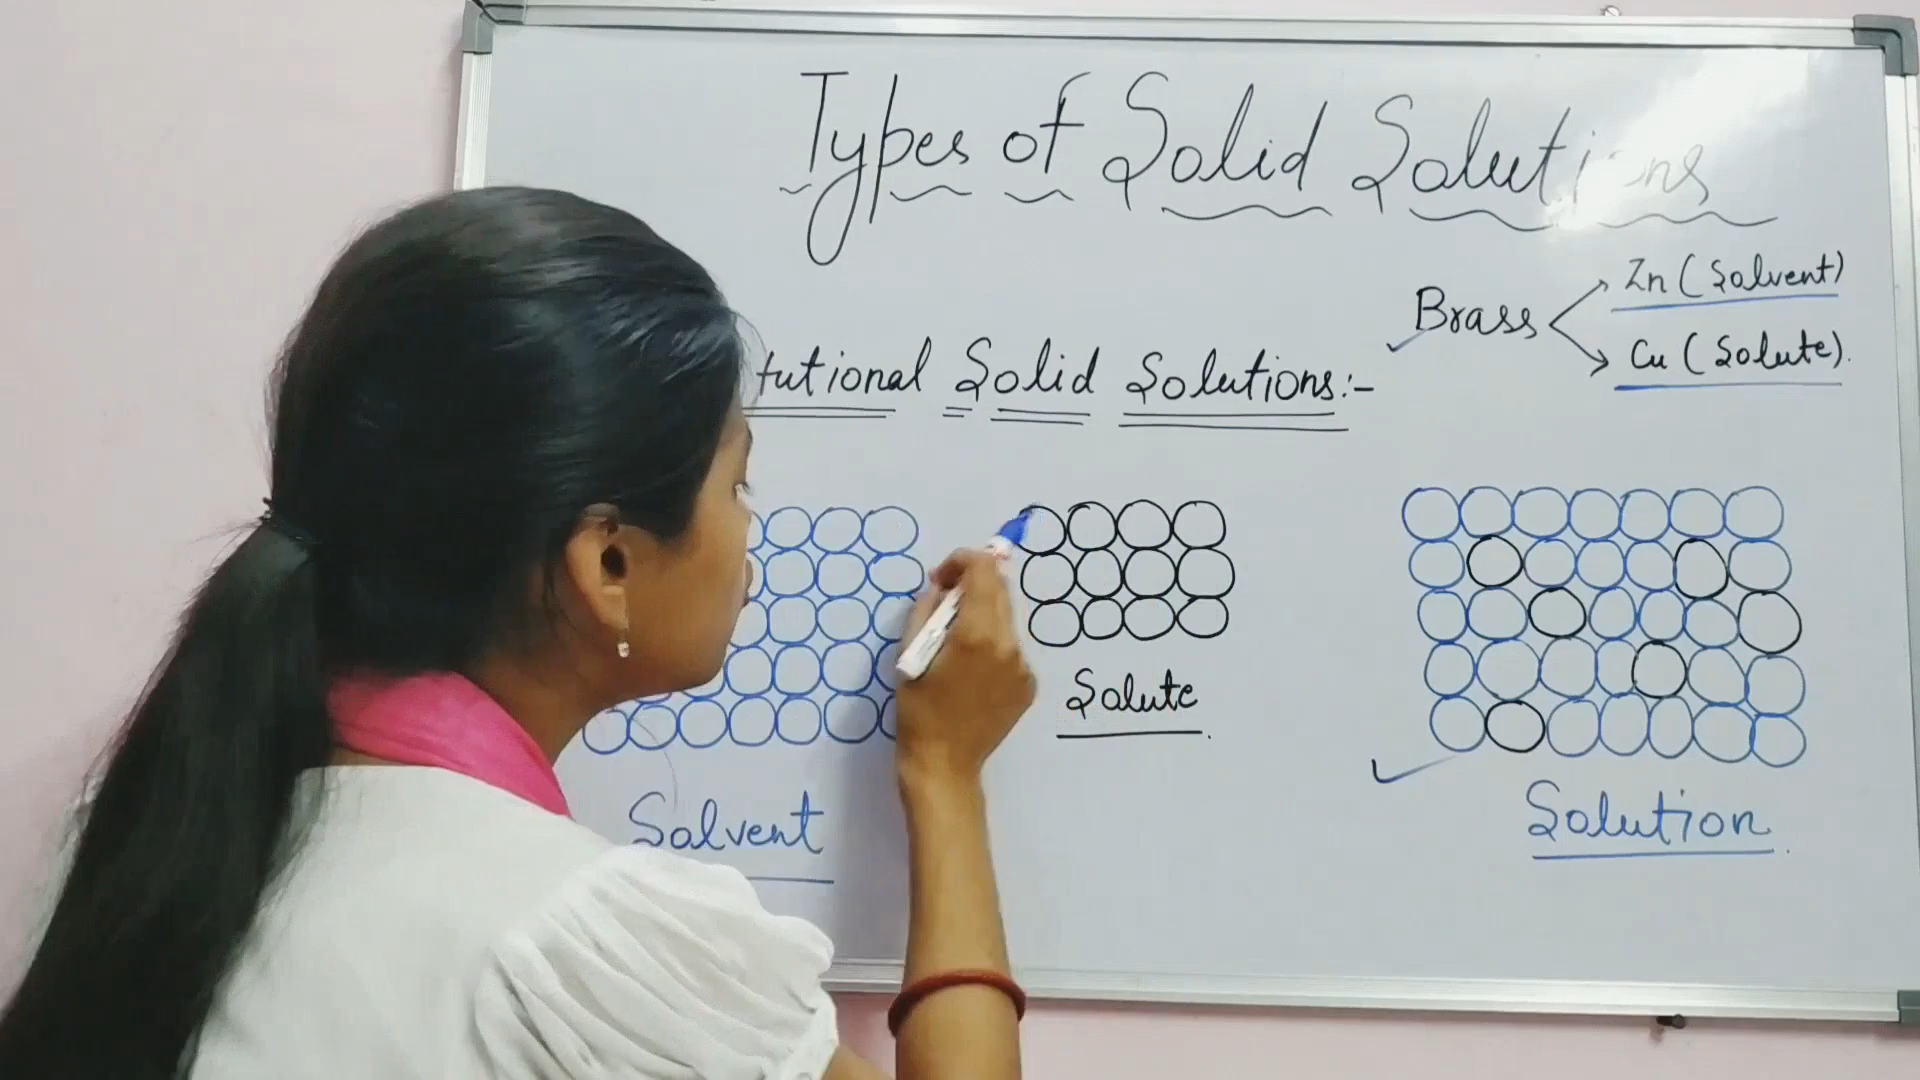 Types of Solid Solutions
Brass
Zn (Solvent)
Cu (Solute).
tutional Solid Solutions:-
Solvent
Solute
Solution